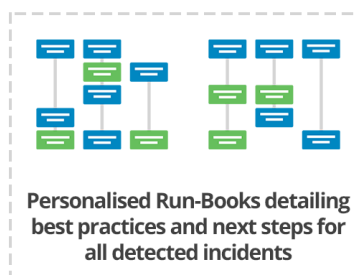 Personalised Run-Books detailing
best practices and next steps for
all detected incidents